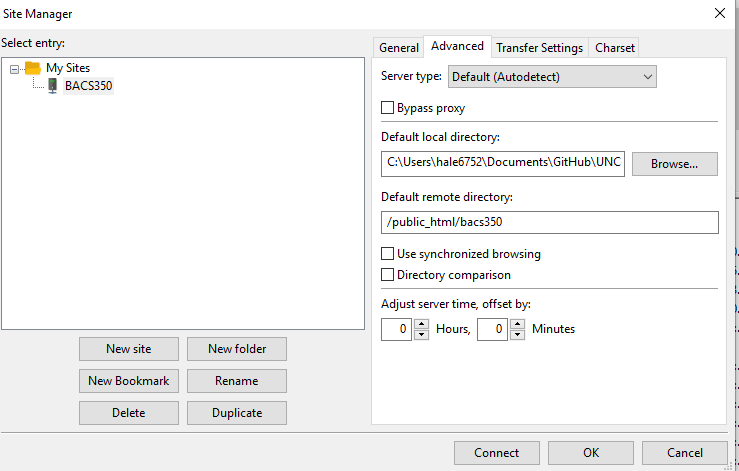 Site Manager
Select entry:
My Sites
BACS350
New site
New folder
New Bookmark
Rename
Delete
Duplicate
General
Advanced
Transfer Settings
Charset
Server type:
Default (Autodetect)
Bypass proxy
Default local directory:
C:\Users\hale6752\Documents\GitHub\UNC
Browse...
Default remote directory:
/public_html/bacs350
Use synchronized browsing
Directory comparison
Adjust server time, offset by:
0 Hours, 0 Minutes
Connect
OK
Cancel